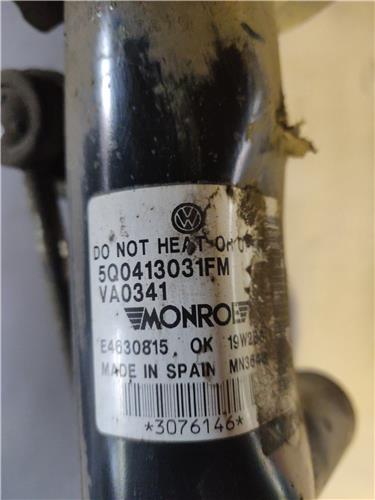 DO NOT HEAT OR
5Q0413031FM
VA0341
MONROE
E4630815 OK
MADE IN SPAIN
*3076146*